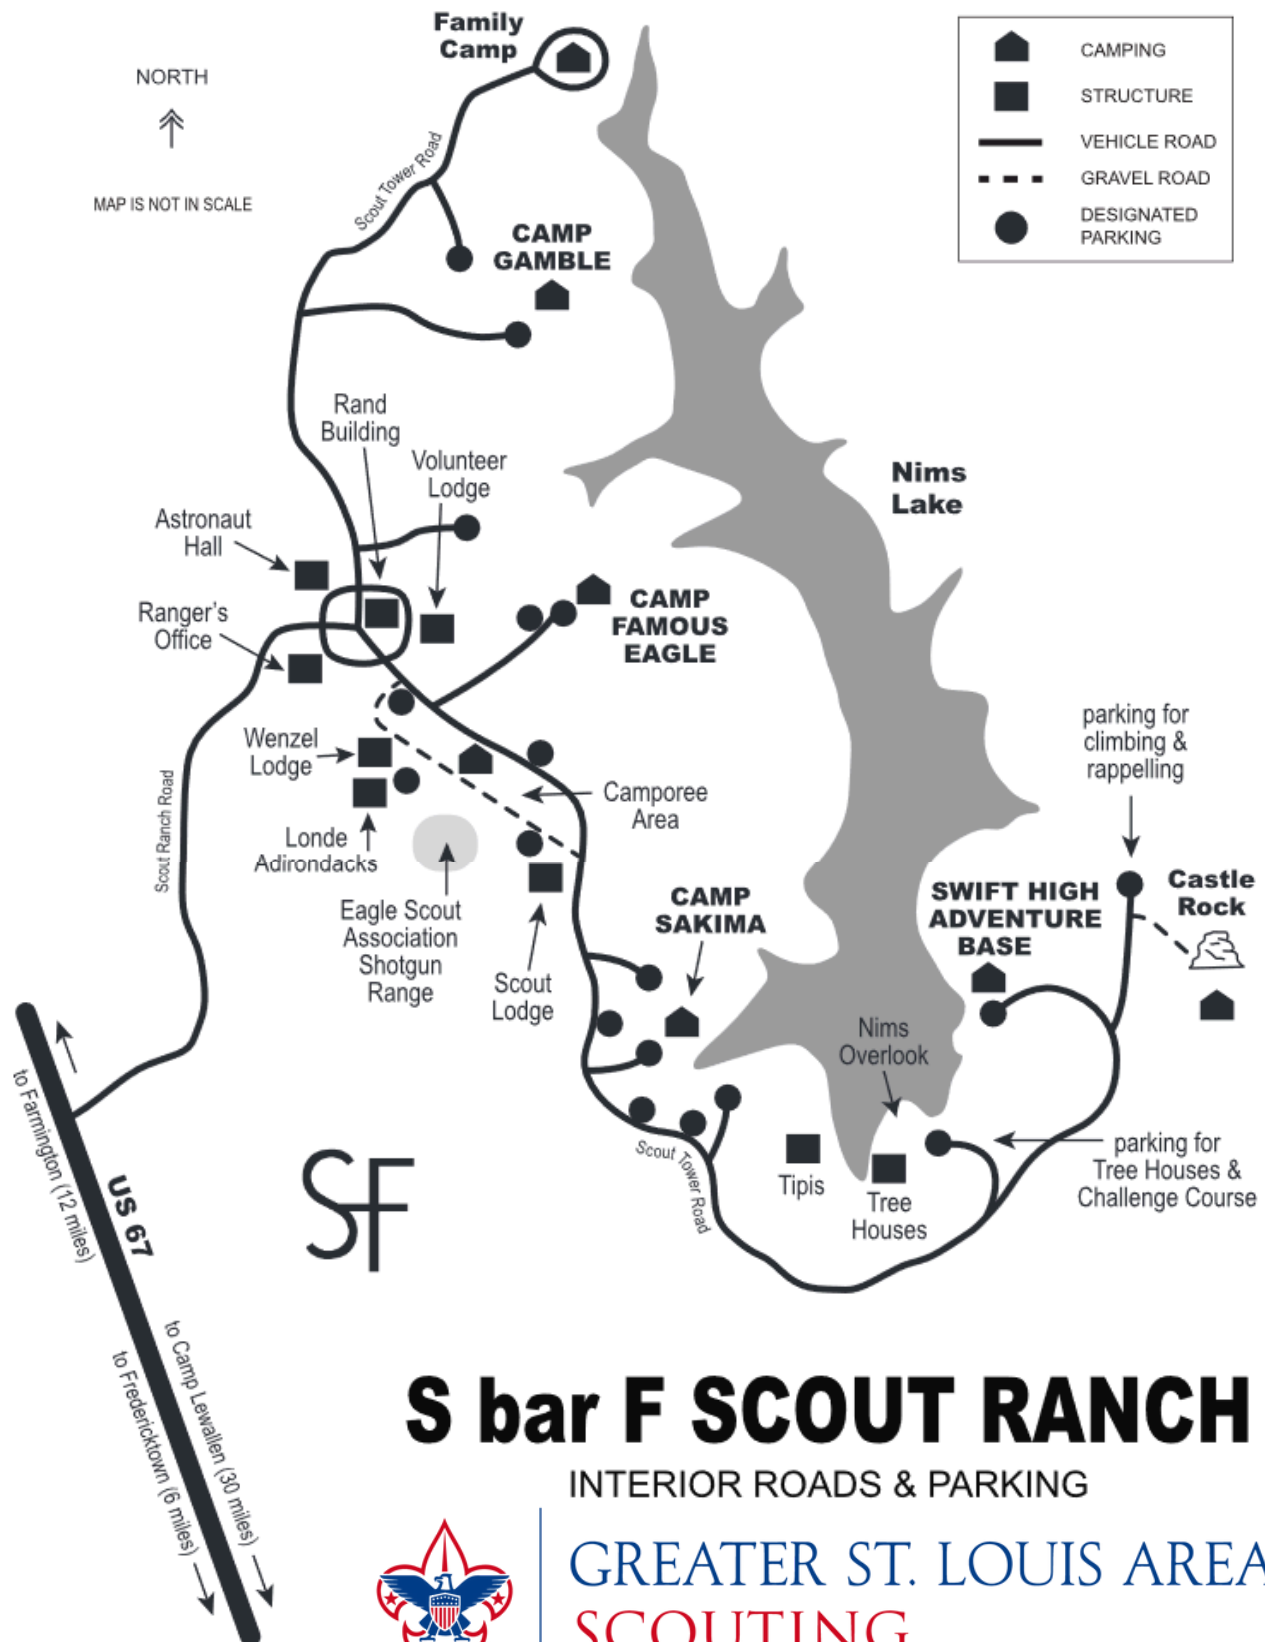 Family
Camp
NORTH
MAP IS NOT IN SCALE
CAMPING
STRUCTURE
VEHICLE ROAD
GRAVEL ROAD
DESIGNATED
PARKING
Scout Tower Road
CAMP
GAMBLE
Rand
Building
Volunteer
Lodge
Nims
Lake
Astronaut
Hall
Ranger's
Office
CAMP
FAMOUS
EAGLE
Wenzel
Lodge
Camporee
Area
parking for
climbing &
rappelling
Scout Ranch Road
Londe
Adirondacks
Eagle Scout
Association
Shotgun
Range
Scout
Lodge
CAMP
SAKIMA
SWIFT HIGH
ADVENTURE
BASE
Castle
Rock
Nims
Overlook
Scout Tower Road
Tipis
Tree
Houses
parking for
Tree Houses &
Challenge Course
to Farmington (12 miles)
US 67
to Camp Lewallen (30 miles)
to Fredericktown (6 miles)
SF
S bar F SCOUT RANCH
INTERIOR ROADS & PARKING
GREATER ST. LOUIS AREA
SCOUTING